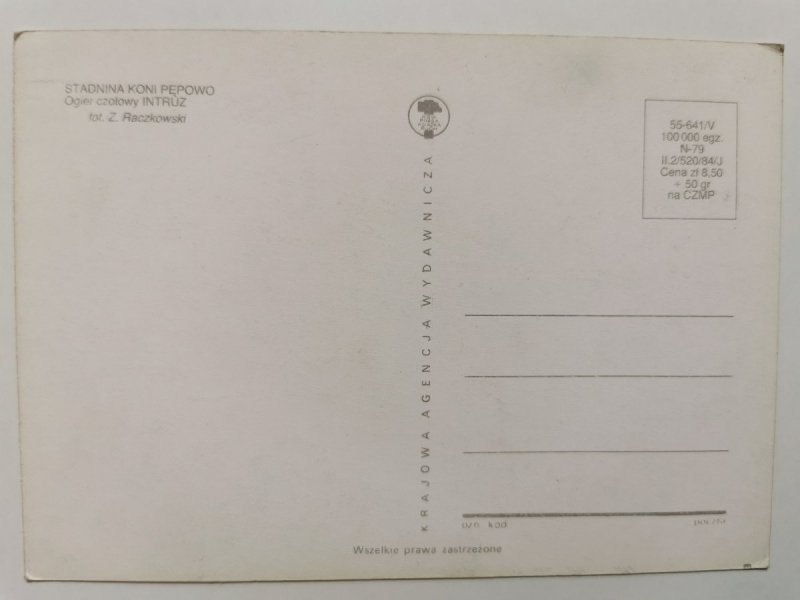 STADNINA KONI PĘPOWO
Ogier czołowy INTRUZ
fot. Z. Raczkowski
KRAJOWA AGENCJA WYDAWNICZA
55-641/V
100 000 egz.
N-79
II.2/520/84/J
Cena zł 8,50
+ 50 gr
na CZMP
ozn. kod
poczta
Wszelkie prawa zastrzeżone